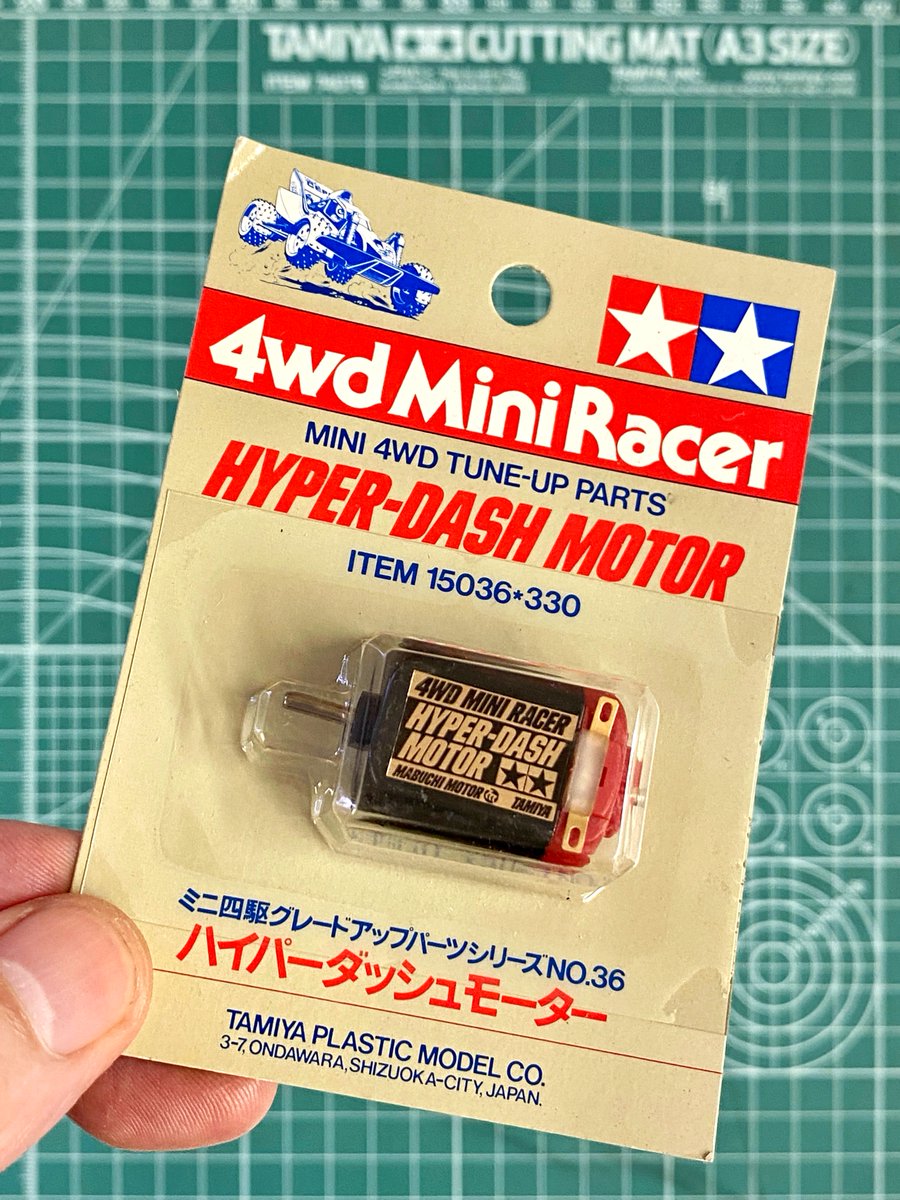 TAMIYA CUTTING MAT (A3 SIZE)
4wd Mini Racer
MINI 4WD TUNE-UP PARTS
HYPER-DASH MOTOR
ITEM 15036*330
4WD MINI RACER
HYPER-DASH
MOTOR
MABUCHI MOTOR TAMIYA
ミニ四駆グレードアップパーツシリーズNO.36
ハイパーダッシュモーター
TAMIYA PLASTIC MODEL CO.
3-7, ONDAWARA, SHIZUOKA-CITY, JAPAN.